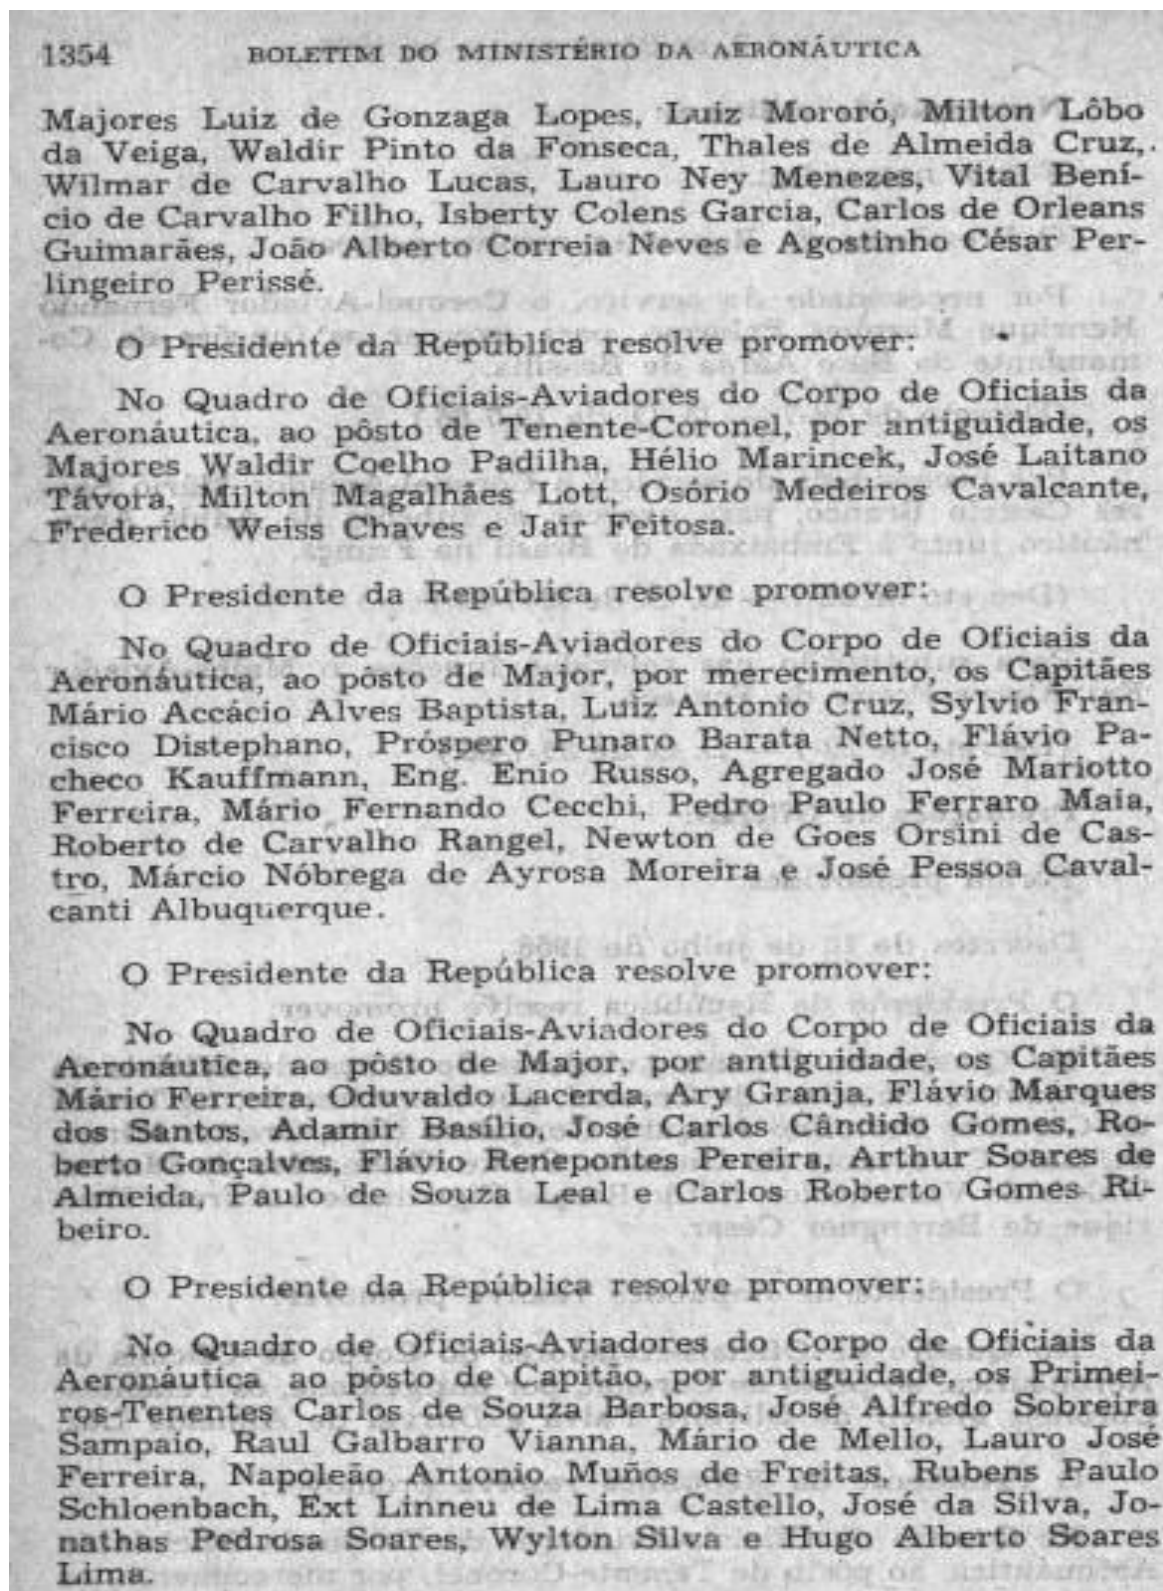 1354 BOLETIM DO MINISTÉRIO DA AERONÁUTICA
Majores Luiz de Gonzaga Lopes, Luiz Mororó, Milton Lôbo
da Veiga, Waldir Pinto da Fonseca, Thales de Almeida Cruz,
Wilmar de Carvalho Lucas, Lauro Ney Menezes, Vital Bení-
cio de Carvalho Filho, Isberty Colens Garcia, Carlos de Orleans
Guimarães, João Alberto Correia Neves e Agostinho César Per-
lingeiro Perissé.
O Presidente da República resolve promover:
No Quadro de Oficiais-Aviadores do Corpo de Oficiais da
Aeronáutica, ao pôsto de Tenente-Coronel, por antiguidade, os
Majores Waldir Coelho Padilha, Hélio Marincek, José Laitano
Távora, Milton Magalhães Lott, Osório Medeiros Cavalcante,
Frederico Weiss Chaves e Jair Feitosa.
O Presidente da República resolve promover:
No Quadro de Oficiais-Aviadores do Corpo de Oficiais da
Aeronáutica, ao pôsto de Major, por merecimento, os Capitães
Mário Accácio Alves Baptista, Luiz Antonio Cruz, Sylvio Fran-
cisco Distephano, Próspero Punaro Barata Netto, Flávio Pa-
checo Kauffmann, Eng. Enio Russo, Agregado José Mariotto
Ferreira, Mário Fernando Cecchi, Pedro Paulo Ferraro Maia,
Roberto de Carvalho Rangel, Newton de Goes Orsini de Cas-
tro, Márcio Nóbrega de Ayrosa Moreira e José Pessoa Caval-
canti Albuquerque.
O Presidente da República resolve promover:
No Quadro de Oficiais-Aviadores do Corpo de Oficiais da
Aeronáutica, ao pôsto de Major, por antiguidade, os Capitães
Mário Ferreira, Oduvaldo Lacerda, Ary Granja, Flávio Marques
dos Santos, Adamir Basílio, José Carlos Cândido Gomes, Ro-
berto Gonçalves, Flávio Renepontes Pereira, Arthur Soares de
Almeida, Paulo de Souza Leal e Carlos Roberto Gomes Ri-
beiro.
O Presidente da República resolve promover:
No Quadro de Oficiais-Aviadores do Corpo de Oficiais da
Aeronáutica ao pôsto de Capitão, por antiguidade, os Primei-
ros-Tenentes Carlos de Souza Barbosa, José Alfredo Sobreira
Sampaio, Raul Galbarro Vianna, Mário de Mello, Lauro José
Ferreira, Napoleão Antonio Muños de Freitas, Rubens Paulo
Schloenbach, Ext Linneu de Lima Castello, José da Silva, Jo-
nathas Pedrosa Soares, Wylton Silva e Hugo Alberto Soares
Lima.